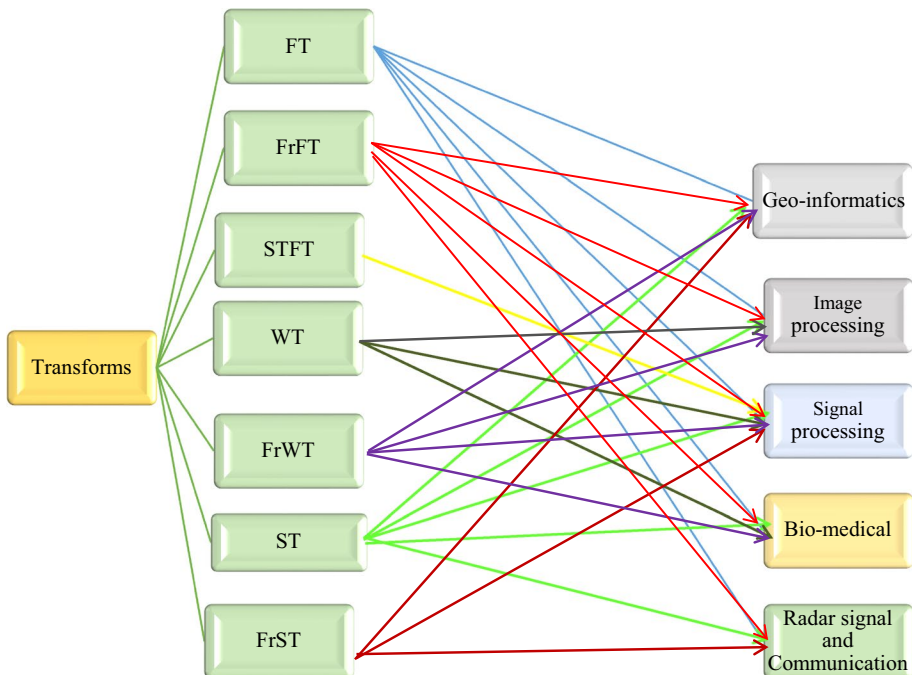 Transforms
FT
FrFT
STFT
WT
FrWT
ST
FrST
Geo-informatics
Image
processing
Signal
processing
Bio-medical
Radar signal
and
Communication